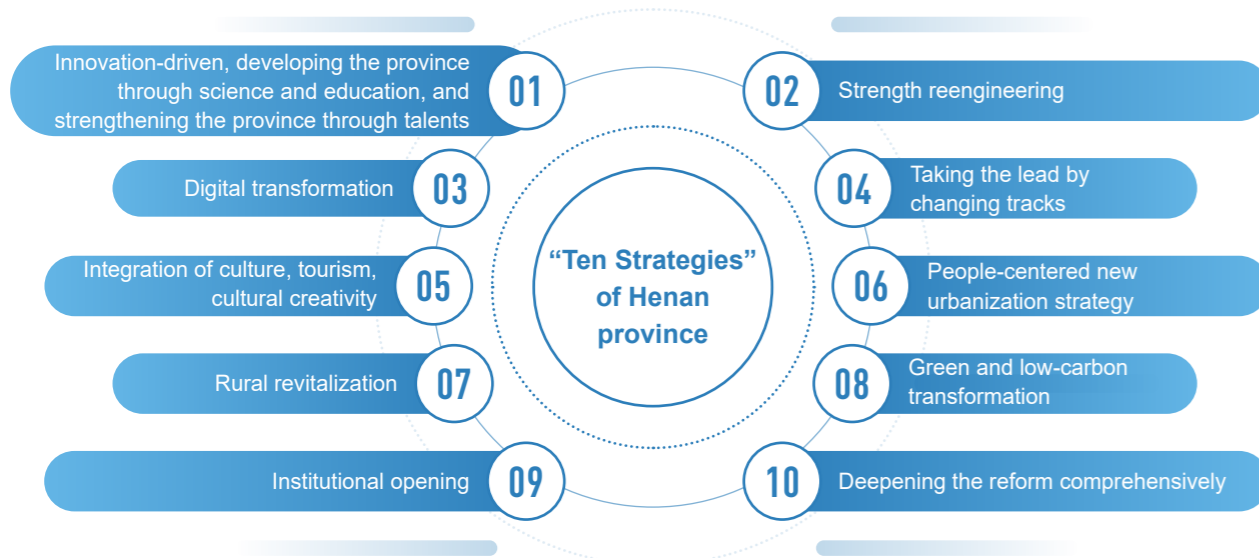 Innovation-driven, developing the province
through science and education, and
strengthening the province through talents
01
02
Strength reengineering
Digital transformation
03
04
Taking the lead by
changing tracks
Integration of culture, tourism,
cultural creativity
05
06
People-centered new
urbanization strategy
Rural revitalization
07
08
Green and low-carbon
transformation
Institutional opening
09
10
Deepening the reform comprehensively
“Ten Strategies”
of Henan
province